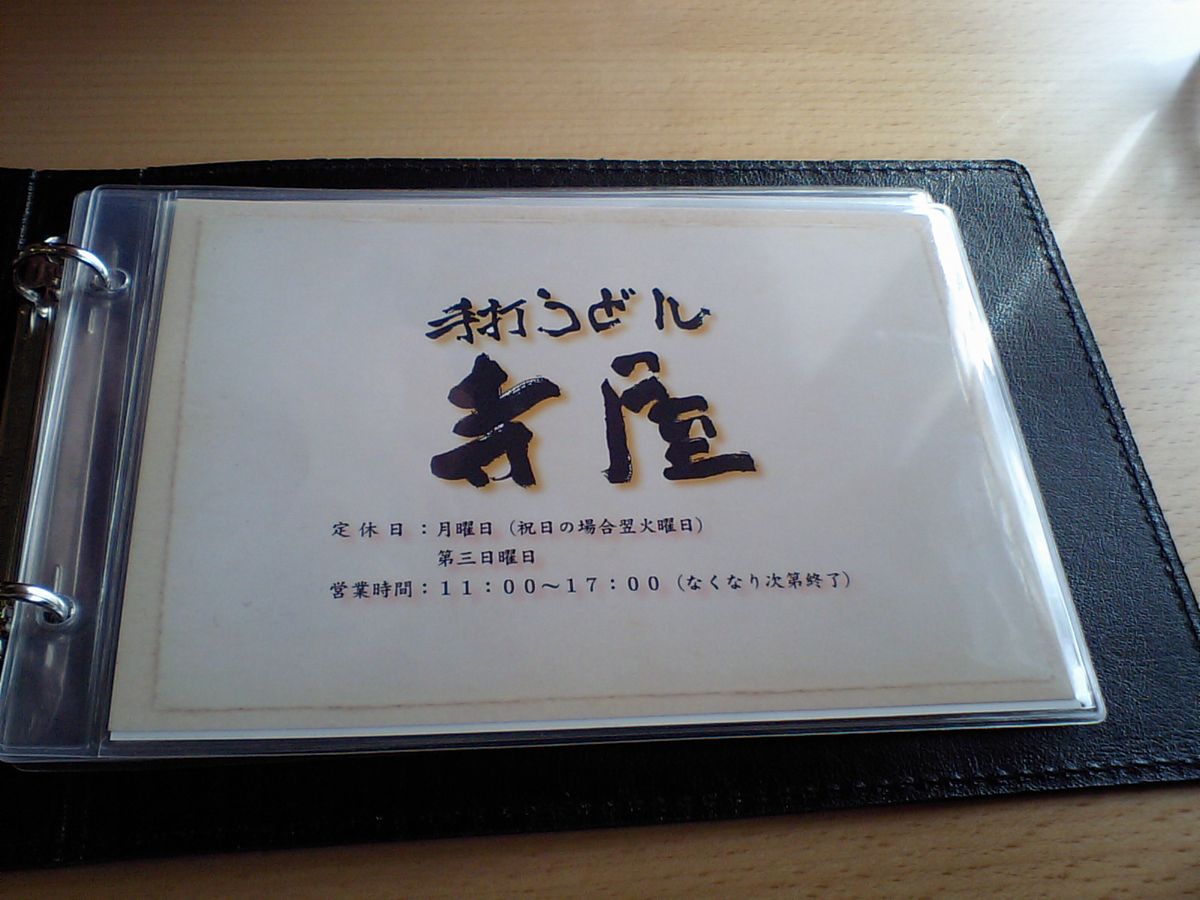 手打うどん
寺屋
定休日：月曜日（祝日の場合翌火曜日）
第三日曜日
営業時間：１１：００～１７：００（なくなり次第終了）